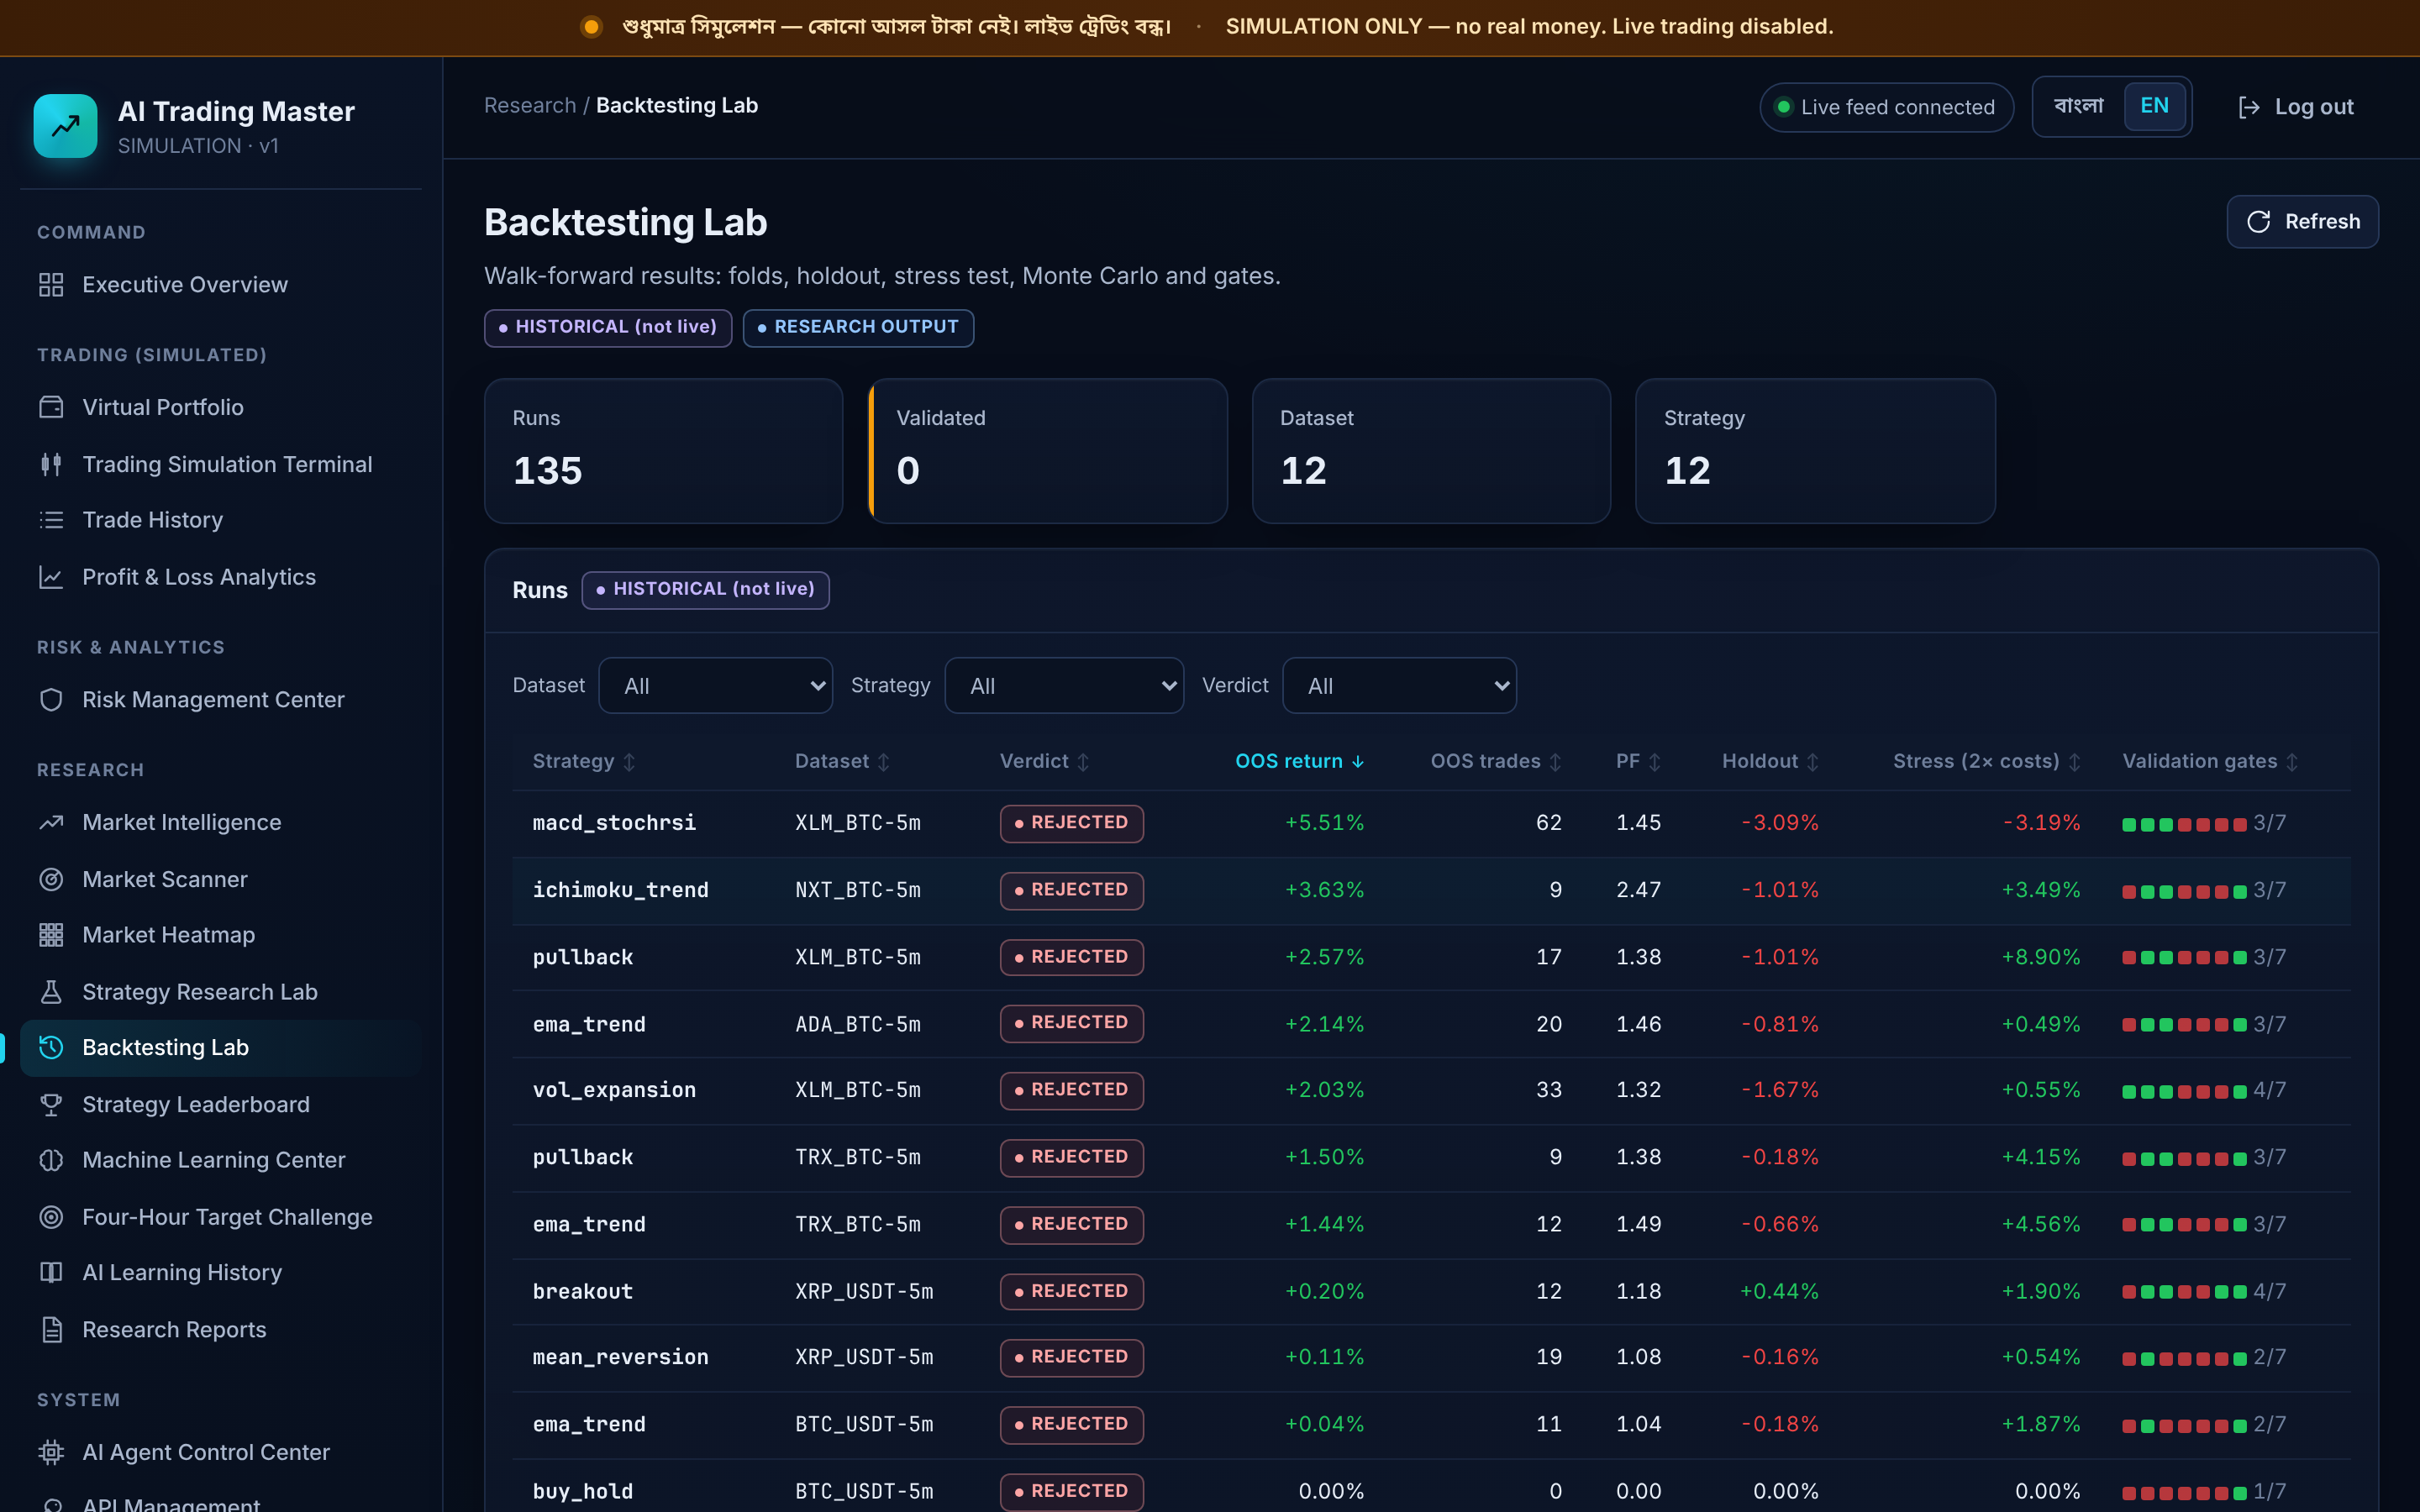 শুধুমাত্র সিমুলেশন — কোনো আসল টাকা নেই। লাইভ ট্রেডিং বন্ধ। · SIMULATION ONLY — no real money. Live trading disabled.
AI Trading Master
SIMULATION · v1
COMMAND
Executive Overview
TRADING (SIMULATED)
Virtual Portfolio
Trading Simulation Terminal
Trade History
Profit & Loss Analytics
RISK & ANALYTICS
Risk Management Center
RESEARCH
Market Intelligence
Market Scanner
Market Heatmap
Strategy Research Lab
Backtesting Lab
Strategy Leaderboard
Machine Learning Center
Four-Hour Target Challenge
AI Learning History
Research Reports
SYSTEM
AI Agent Control Center
API Management
Research / Backtesting Lab
Live feed connected
বাংলা EN
Log out
Backtesting Lab
Refresh
Walk-forward results: folds, holdout, stress test, Monte Carlo and gates.
HISTORICAL (not live) RESEARCH OUTPUT
Runs Validated Dataset Strategy
135 0 12 12
Runs HISTORICAL (not live)
Dataset All Strategy All Verdict All
Strategy Dataset Verdict OOS return ↓ OOS trades PF Holdout Stress (2× costs) Validation gates
macd_stochrsi XLM_BTC-5m REJECTED +5.51% 62 1.45 -3.09% -3.19% 3/7
ichimoku_trend NXT_BTC-5m REJECTED +3.63% 9 2.47 -1.01% +3.49% 3/7
pullback XLM_BTC-5m REJECTED +2.57% 17 1.38 -1.01% +8.90% 3/7
ema_trend ADA_BTC-5m REJECTED +2.14% 20 1.46 -0.81% +0.49% 3/7
vol_expansion XLM_BTC-5m REJECTED +2.03% 33 1.32 -1.67% +0.55% 4/7
pullback TRX_BTC-5m REJECTED +1.50% 9 1.38 -0.18% +4.15% 3/7
ema_trend TRX_BTC-5m REJECTED +1.44% 12 1.49 -0.66% +4.56% 3/7
breakout XRP_USDT-5m REJECTED +0.20% 12 1.18 +0.44% +1.90% 4/7
mean_reversion XRP_USDT-5m REJECTED +0.11% 19 1.08 -0.16% +0.54% 2/7
ema_trend BTC_USDT-5m REJECTED +0.04% 11 1.04 -0.18% +1.87% 2/7
buy_hold BTC_USDT-5m REJECTED 0.00% 0 0.00 0.00% 0.00% 1/7